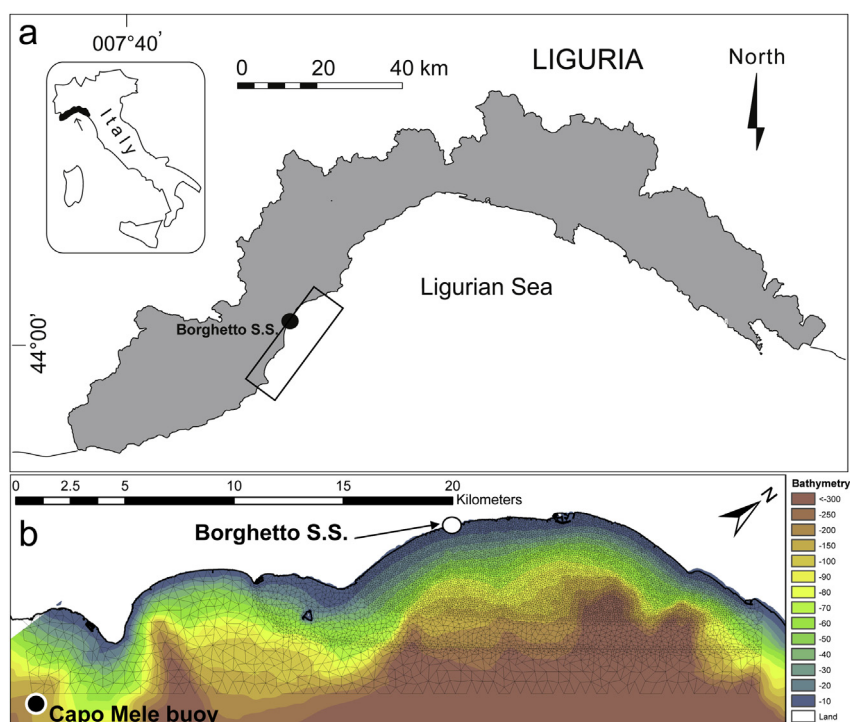 a
007°40'
0 20 40 km
LIGURIA
North
Italy
Ligurian Sea
Borghetto S.S.
44°00'
0 2.5 5 10 15 20
Kilometers
b
Borghetto S.S.
N
Capo Mele buoy
Bathymetry
<-300
-250
-200
-150
-100
-90
-80
-70
-60
-50
-40
-30
-20
-10
Land